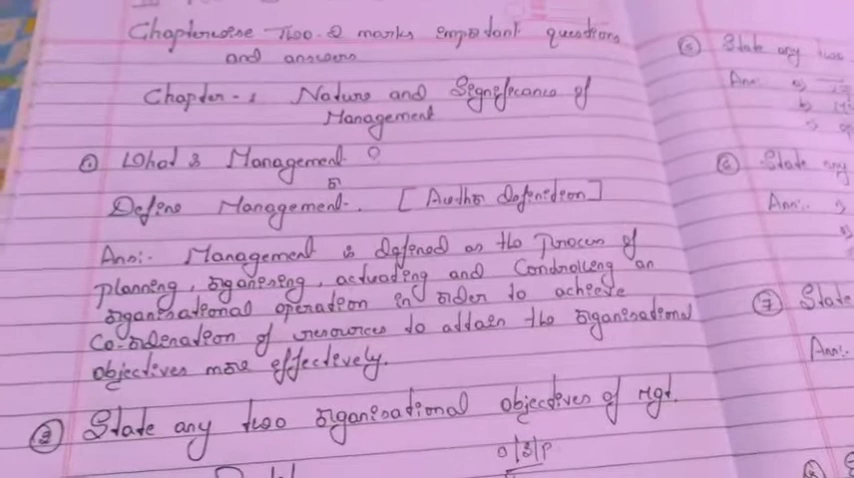 Chapterwise Two-2 marks important questions
and answers
Chapter-1 Nature and Significance of
Management
① What is Management ?
or
Define Management. [Author definition]
Ans:- Management is defined as the process of
planning, organising, actuating and Controlling an
organisational operation in order to achieve
Co-ordination of resources to attain the organisational
objectives more effectively.
② State any two organisational objectives of Mgt.
O|S|P
⑤ State any two
Ans: a)
b)
⑥ State any
Ans:-
⑦ State
Ans:-